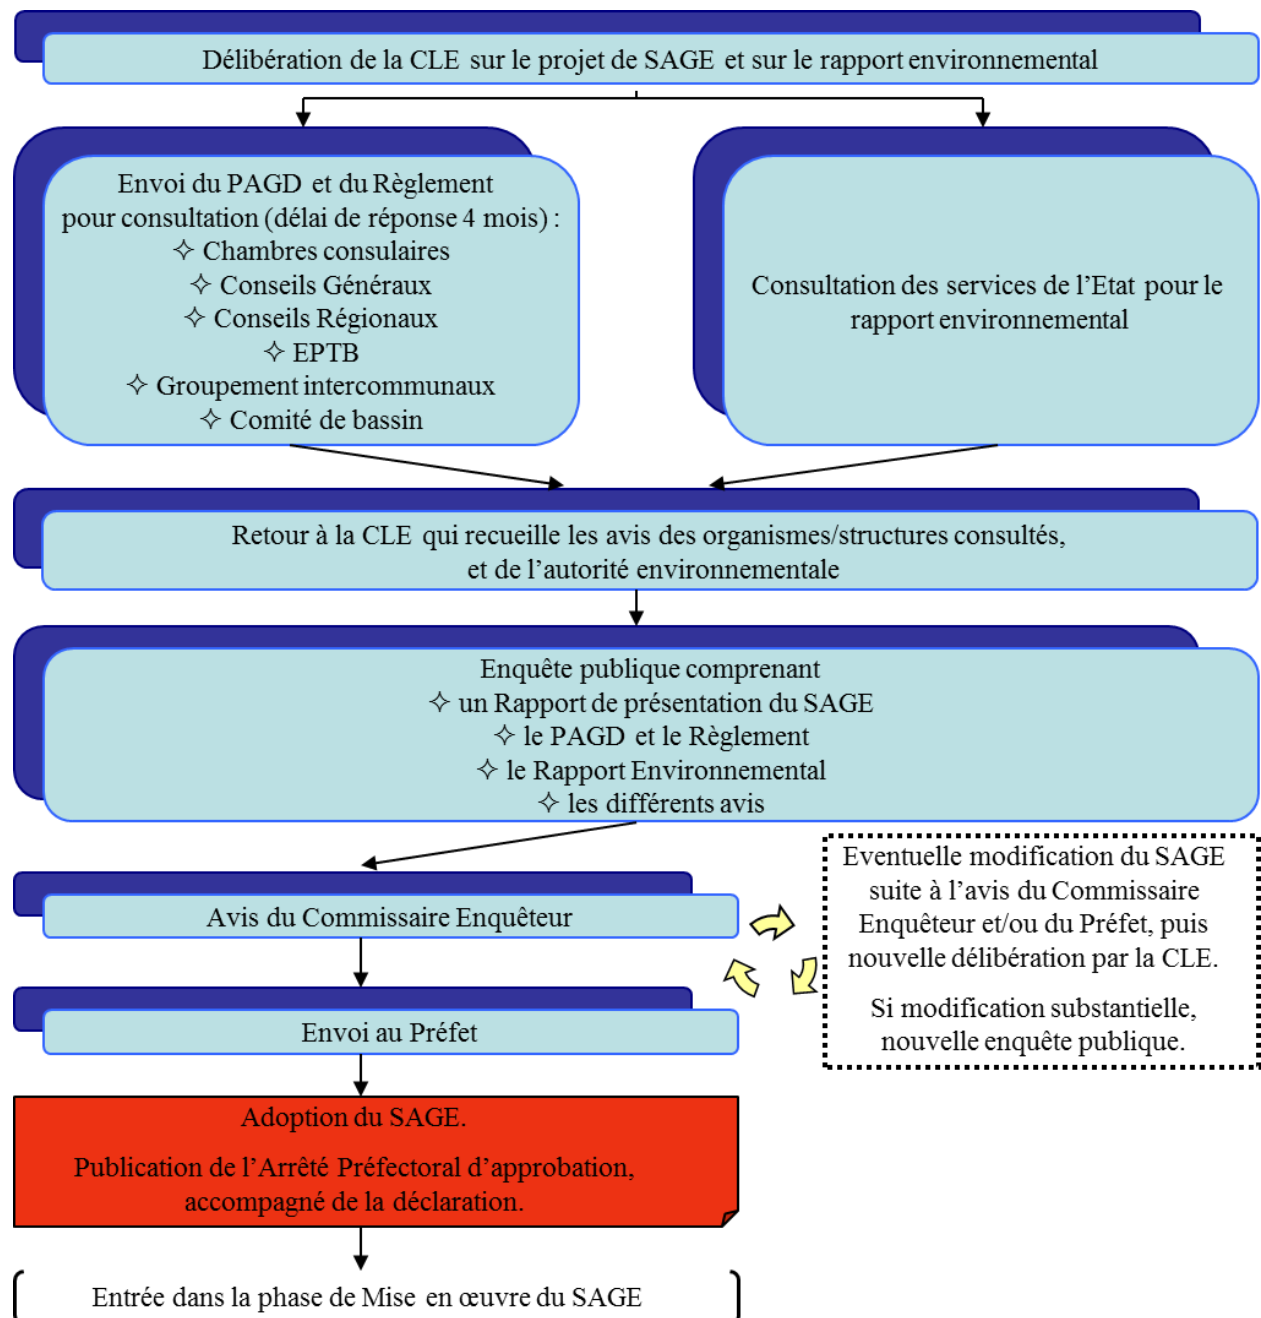 Délibération de la CLE sur le projet de SAGE et sur le rapport environnemental
Envoi du PAGD et du Règlement
pour consultation (délai de réponse 4 mois) :
✧ Chambres consulaires
✧ Conseils Généraux
✧ Conseils Régionaux
✧ EPTB
✧ Groupement intercommunaux
✧ Comité de bassin
Consultation des services de l’Etat pour le
rapport environnemental
Retour à la CLE qui recueille les avis des organismes/structures consultés,
et de l’autorité environnementale
Enquête publique comprenant
✧ un Rapport de présentation du SAGE
✧ le PAGD et le Règlement
✧ le Rapport Environnemental
✧ les différents avis
Avis du Commissaire Enquêteur
Eventuelle modification du SAGE
suite à l’avis du Commissaire
Enquêteur et/ou du Préfet, puis
nouvelle délibération par la CLE.
Si modification substantielle,
nouvelle enquête publique.
Envoi au Préfet
Adoption du SAGE.
Publication de l’Arrêté Préfectoral d’approbation,
accompagné de la déclaration.
Entrée dans la phase de Mise en œuvre du SAGE